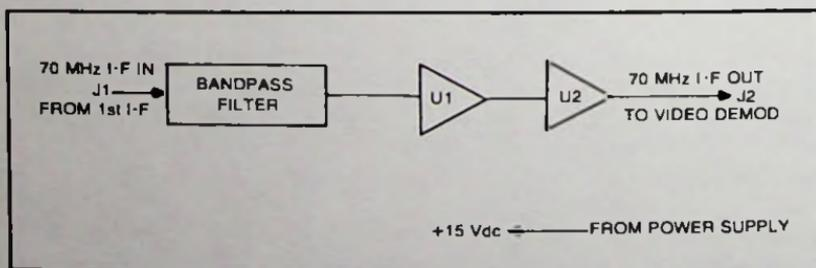 70 MHz I-F IN
J1
FROM 1st I-F
BANDPASS
FILTER
U1
U2
70 MHz I-F OUT
J2
TO VIDEO DEMOD
+15 Vdc
FROM POWER SUPPLY